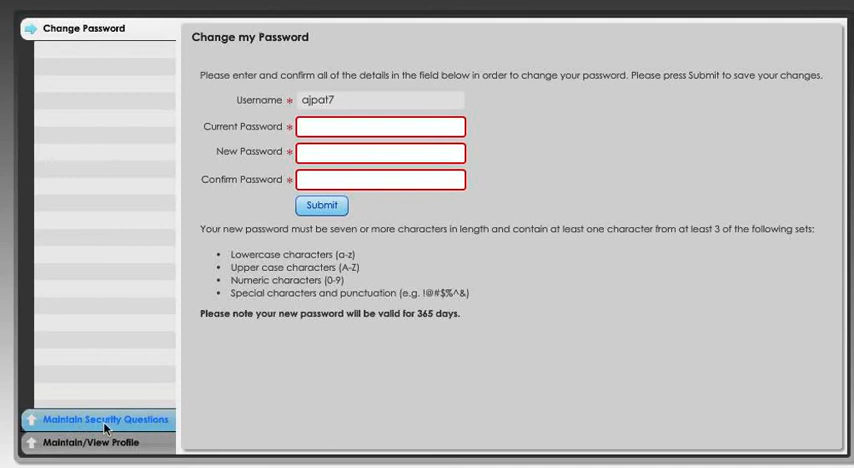 Change Password
Change my Password
Please enter and confirm all of the details in the field below in order to change your password. Please press Submit to save your changes.
Username * ajpat7
Current Password *
New Password *
Confirm Password *
Submit
Your new password must be seven or more characters in length and contain at least one character from at least 3 of the following sets:
• Lowercase characters (a-z)
• Upper case characters (A-Z)
• Numeric characters (0-9)
• Special characters and punctuation (e.g. !@#$%^&)
Please note your new password will be valid for 365 days.
Maintain Security Questions
Maintain/View Profile